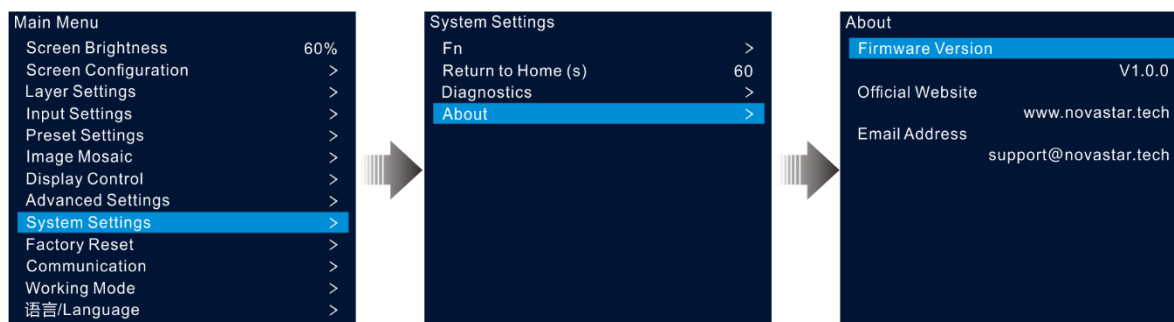 Main Menu
Screen Brightness 60%
Screen Configuration >
Layer Settings >
Input Settings >
Preset Settings >
Image Mosaic >
Display Control >
Advanced Settings >
System Settings >
Factory Reset >
Communication >
Working Mode >
语言/Language >
System Settings
Fn >
Return to Home (s) 60
Diagnostics >
About >
About
Firmware Version
V1.0.0
Official Website
www.novastar.tech
Email Address
support@novastar.tech